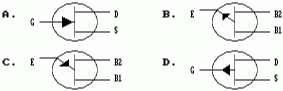 A. G D S
B. E B2 B1
C. E B2 B1
D. G D S